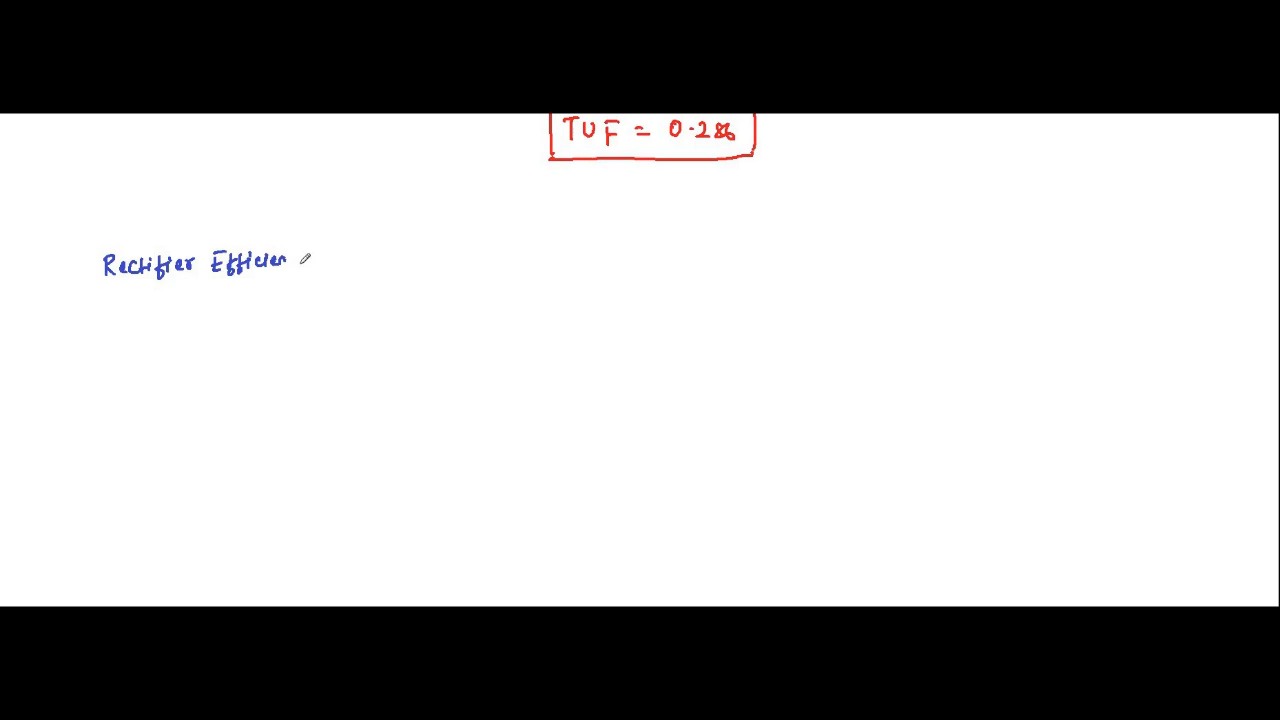 TUF = 0.286
Rectifier Efficien